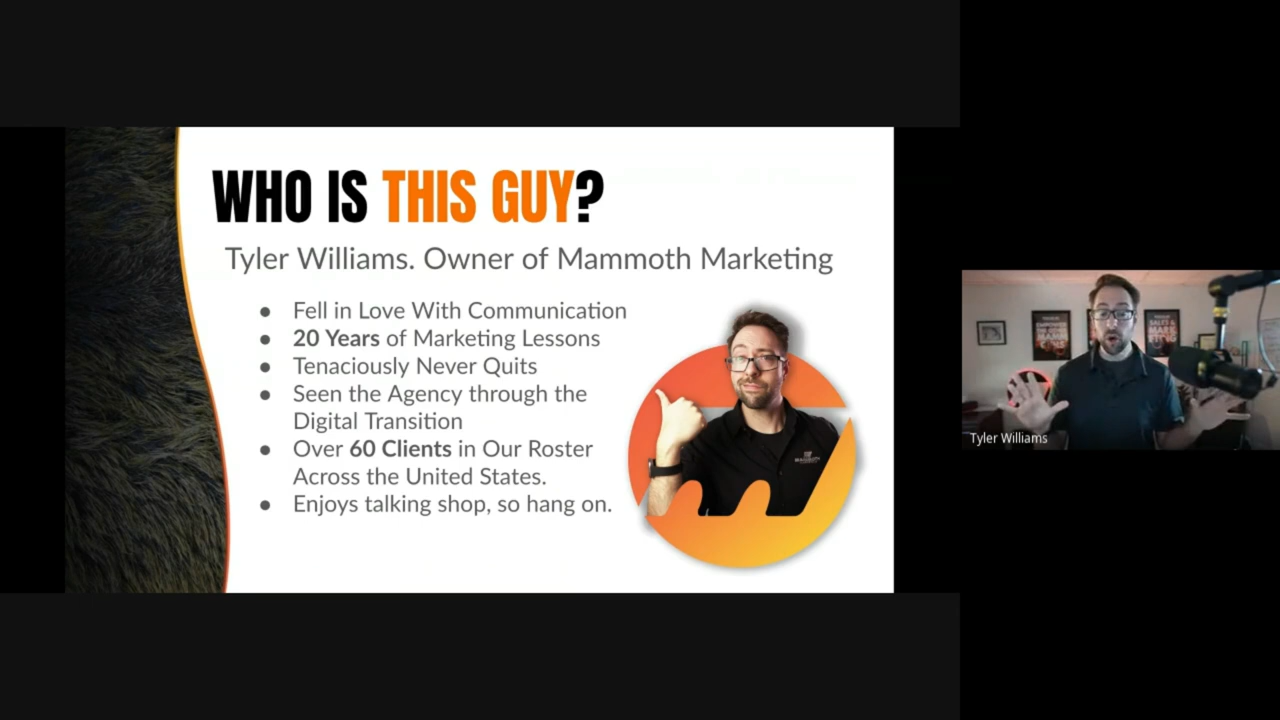 WHO IS THIS GUY?
Tyler Williams. Owner of Mammoth Marketing
● Fell in Love With Communication
● 20 Years of Marketing Lessons
● Tenaciously Never Quits
● Seen the Agency through the
Digital Transition
● Over 60 Clients in Our Roster
Across the United States.
● Enjoys talking shop, so hang on.
SALES &
Tyler Williams